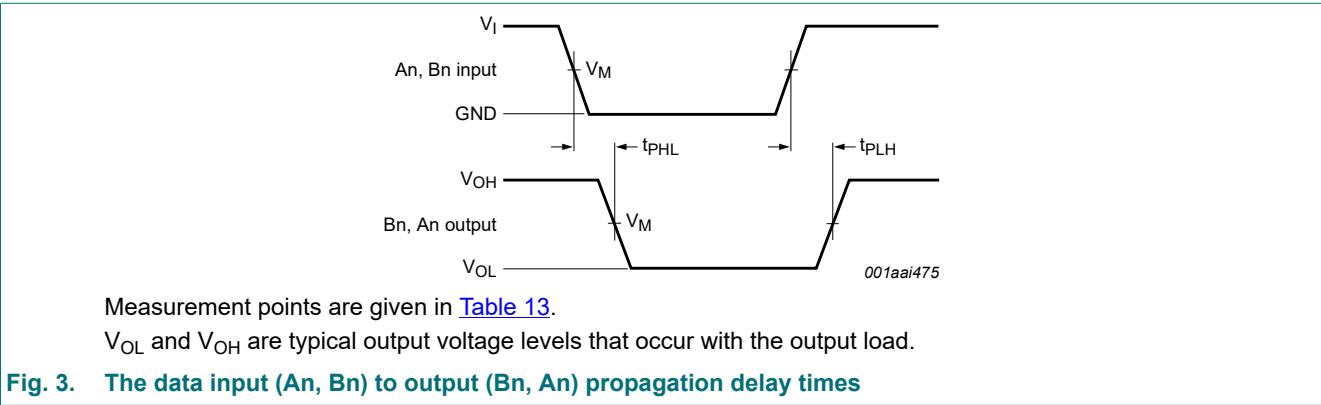 VI
An, Bn input
VM
GND
tPHL
tPLH
VOH
Bn, An output
VM
VOL
001aai475
Measurement points are given in Table 13.
VOL and VOH are typical output voltage levels that occur with the output load.
Fig. 3. The data input (An, Bn) to output (Bn, An) propagation delay times